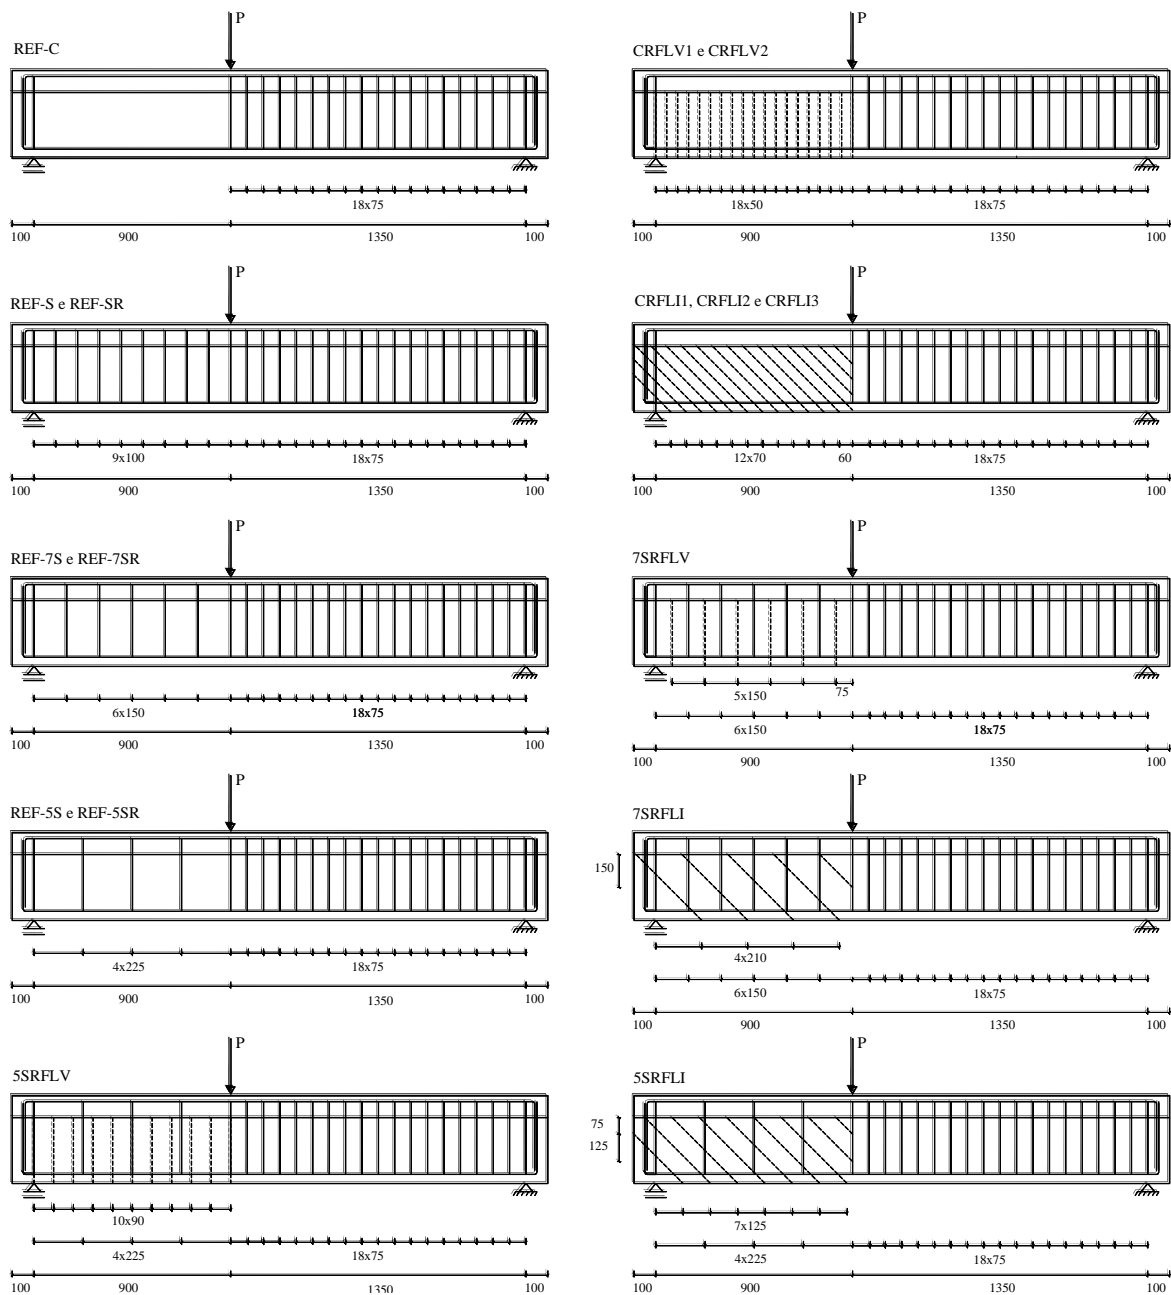 P
REF-C
18x75
100 900 1350 100
P
CRFLV1 e CRFLV2
18x50 18x75
100 900 1350 100
P
REF-S e REF-SR
9x100 18x75
100 900 1350 100
P
CRFLI1, CRFLI2 e CRFLI3
12x70 60 18x75
100 900 1350 100
P
REF-7S e REF-7SR
6x150 18x75
100 900 1350 100
P
7SRFLV
5x150 75
6x150 18x75
100 900 1350 100
P
REF-5S e REF-5SR
4x225 18x75
100 900 1350 100
P
7SRFLI
150
4x210
6x150 18x75
100 900 1350 100
P
5SRFLV
10x90
4x225 18x75
100 900 1350 100
P
5SRFLI
75
125
7x125
4x225 18x75
100 900 1350 100